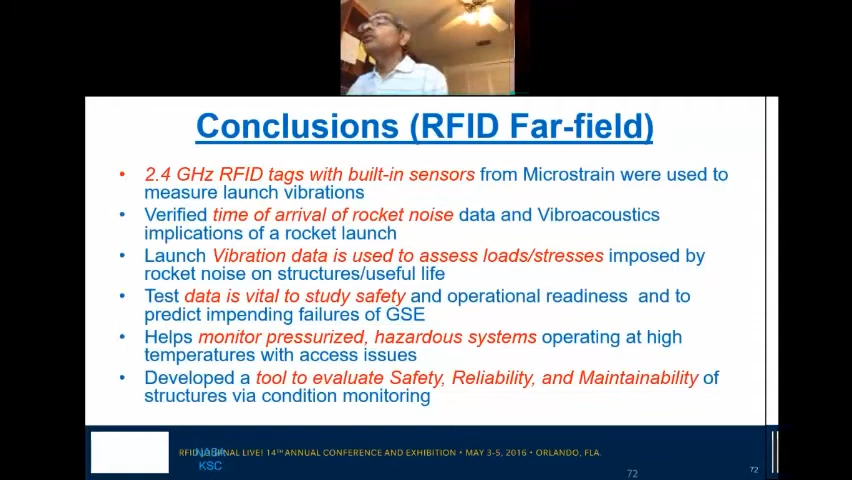 Conclusions (RFID Far-field)
• 2.4 GHz RFID tags with built-in sensors from Microstrain were used to
measure launch vibrations
• Verified time of arrival of rocket noise data and Vibroacoustics
implications of a rocket launch
• Launch Vibration data is used to assess loads/stresses imposed by
rocket noise on structures/useful life
• Test data is vital to study safety and operational readiness and to
predict impending failures of GSE
• Helps monitor pressurized, hazardous systems operating at high
temperatures with access issues
• Developed a tool to evaluate Safety, Reliability, and Maintainability of
structures via condition monitoring
NASA
KSC
LIVE! 14TH ANNUAL CONFERENCE AND EXHIBITION • MAY 3-5, 2016 • ORLANDO, FLA.
72
72